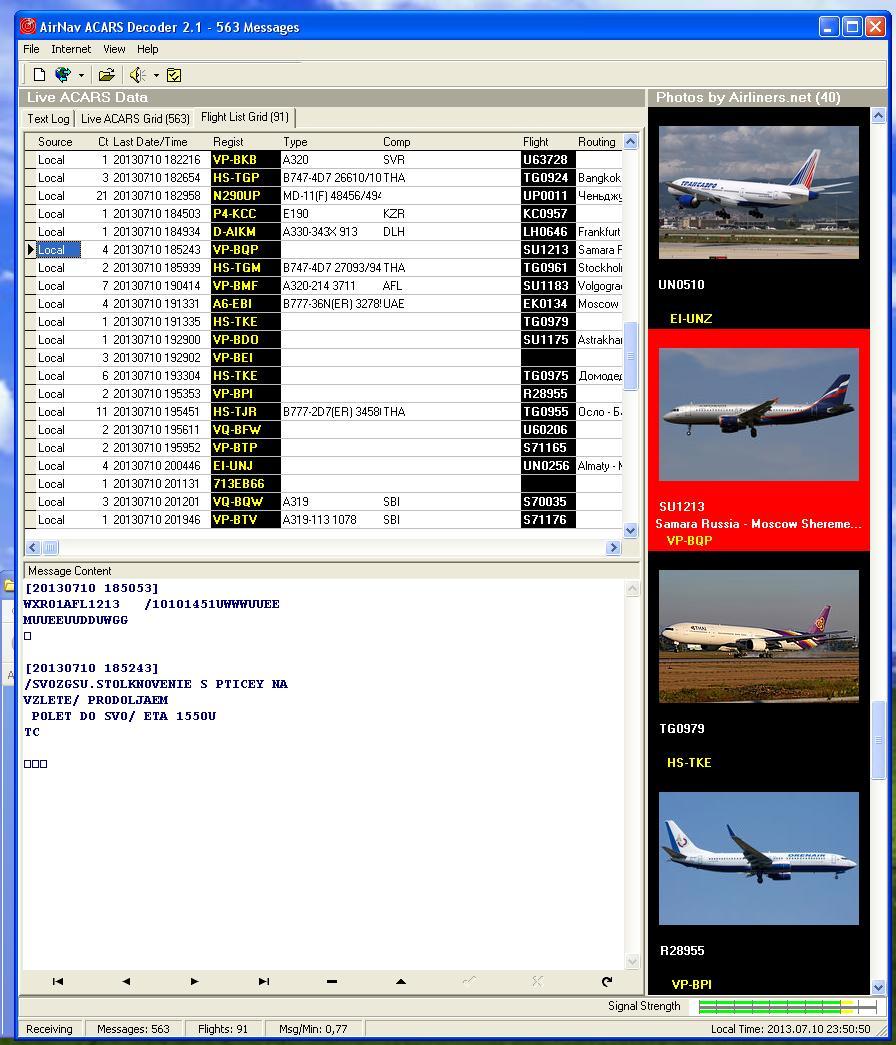 AirNav ACARS Decoder 2.1 - 563 Messages
File Internet View Help
Live ACARS Data
Text Log Live ACARS Grid (563) Flight List Grid (91)
Source Ct Last Date/Time Regist Type Comp Flight Routing
Local 1 20130710 182216 VP-BKB A320 SVR U63728
Local 3 20130710 182654 HS-TGP B747-4D7 26610/10 THA TG0924 Bangkok
Local 21 20130710 182958 N290UP MD-11(F) 48456/494 UP0011 Ченьджу
Local 1 20130710 184503 P4-KCC E190 KZR KC0957
Local 1 20130710 184934 D-AIKM A330-343X 913 DLH LH0646 Frankfurt
Local 4 20130710 185243 VP-BQP SU1213 Samara F
Local 2 20130710 185939 HS-TGM B747-4D7 27093/94 THA TG0961 Stockhol
Local 7 20130710 190414 VP-BMF A320-214 3711 AFL SU1183 Volgograd
Local 4 20130710 191331 A6-EBI B777-36N(ER) 3278 UAE EK0134 Moscow
Local 1 20130710 191335 HS-TKE TG0979
Local 1 20130710 192900 VP-BDO SU1175 Astrakha
Local 3 20130710 192902 VP-BEI
Local 6 20130710 193304 HS-TKE TG0975 Домодед
Local 2 20130710 195353 VP-BPI R28955
Local 11 20130710 195451 HS-TJR B777-2D7(ER) 3458 THA TG0955 Осло - Б
Local 2 20130710 195611 VQ-BFW U60206
Local 2 20130710 195952 VP-BTP S71165
Local 4 20130710 200446 EI-UNJ UN0256 Almaty - M
Local 1 20130710 201131 713EB66
Local 3 20130710 201201 VQ-BQW A319 SBI S70035
Local 1 20130710 201946 VP-BTV A319-113 1078 SBI S71176
Message Content
[20130710 185053]
WXR01AFL1213 /10101451UWWWUUEE
MUUEEUUDDUWGG
[20130710 185243]
/SVOZGSU.STOLKNOVENIE S PTICEY NA
VZLETE/ PRODOLJAEM
POLET DO SVO/ ETA 1550U
TC
Photos by Airliners.net (40)
ТРАНСАЭРО
UN0510
EI-UNZ
SU1213
Samara Russia - MoscowShereme...
VP-BQP
THAI
TG0979
HS-TKE
ORENAIR
R28955
VP-BPI
Signal Strength
Receiving Messages: 563 Flights: 91 Msg/Min: 0,77 Local Time: 2013.07.10 23:50:50